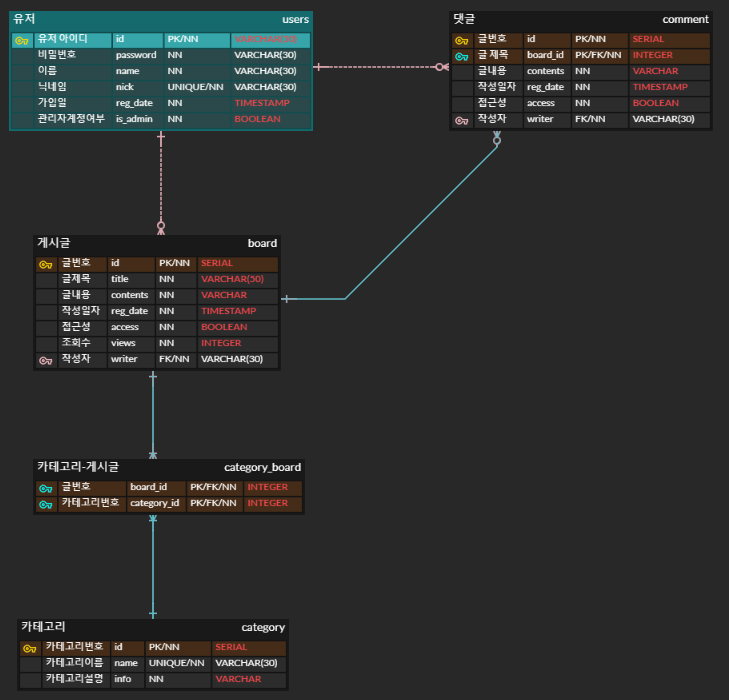 유저 users
유저 아이디 id PK/NN VARCHAR(30)
비밀번호 password NN VARCHAR(30)
이름 name NN VARCHAR(30)
닉네임 nick UNIQUE/NN VARCHAR(30)
가입일 reg_date NN TIMESTAMP
관리자계정여부 is_admin NN BOOLEAN
댓글 comment
글번호 id PK/NN SERIAL
글 제목 board_id PK/FK/NN INTEGER
글내용 contents NN VARCHAR
작성일자 reg_date NN TIMESTAMP
접근성 access NN BOOLEAN
작성자 writer FK/NN VARCHAR(30)
게시글 board
글번호 id PK/NN SERIAL
글제목 title NN VARCHAR(50)
글내용 contents NN VARCHAR
작성일자 reg_date NN TIMESTAMP
접근성 access NN BOOLEAN
조회수 views NN INTEGER
작성자 writer FK/NN VARCHAR(30)
카테고리-게시글 category_board
글번호 board_id PK/FK/NN INTEGER
카테고리번호 category_id PK/FK/NN INTEGER
카테고리 category
카테고리번호 id PK/NN SERIAL
카테고리이름 name UNIQUE/NN VARCHAR(30)
카테고리설명 info NN VARCHAR